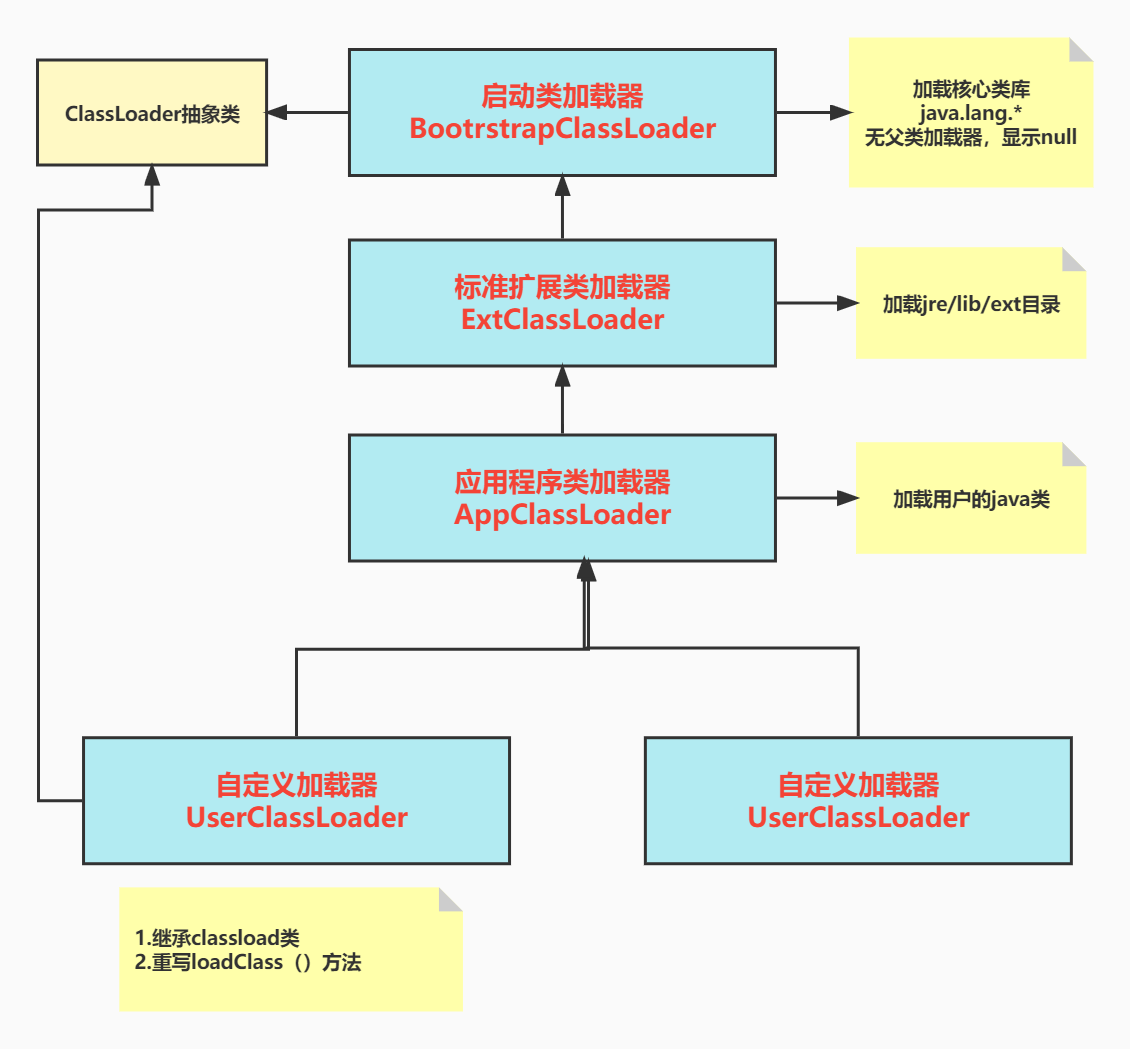 ClassLoader抽象类
启动类加载器
BootrstrapClassLoader
加载核心类库
java.lang.*
无父类加载器，显示null
标准扩展类加载器
ExtClassLoader
加载jre/lib/ext目录
应用程序类加载器
AppClassLoader
加载用户的java类
自定义加载器
UserClassLoader
自定义加载器
UserClassLoader
1.继承classload类
2.重写loadClass（）方法